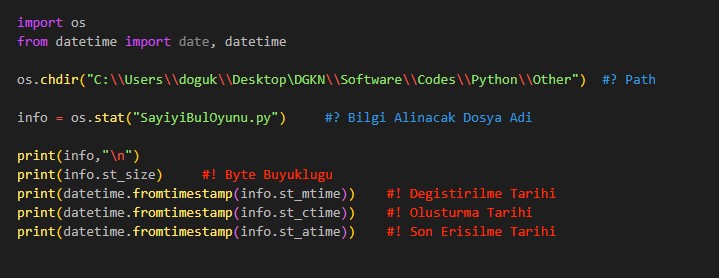 import os
from datetime import date, datetime
os.chdir("C:\\Users\\doguk\\Desktop\DGKN\\Software\\Codes\\Python\\Other")  #? Path
info = os.stat("SayiyiBulOyunu.py")     #? Bilgi Alinacak Dosya Adi
print(info,"\n")
print(info.st_size)     #! Byte Buyuklugu
print(datetime.fromtimestamp(info.st_mtime))    #! Degistirilme Tarihi
print(datetime.fromtimestamp(info.st_ctime))    #! Olusturma Tarihi
print(datetime.fromtimestamp(info.st_atime))    #! Son Erisilme Tarihi